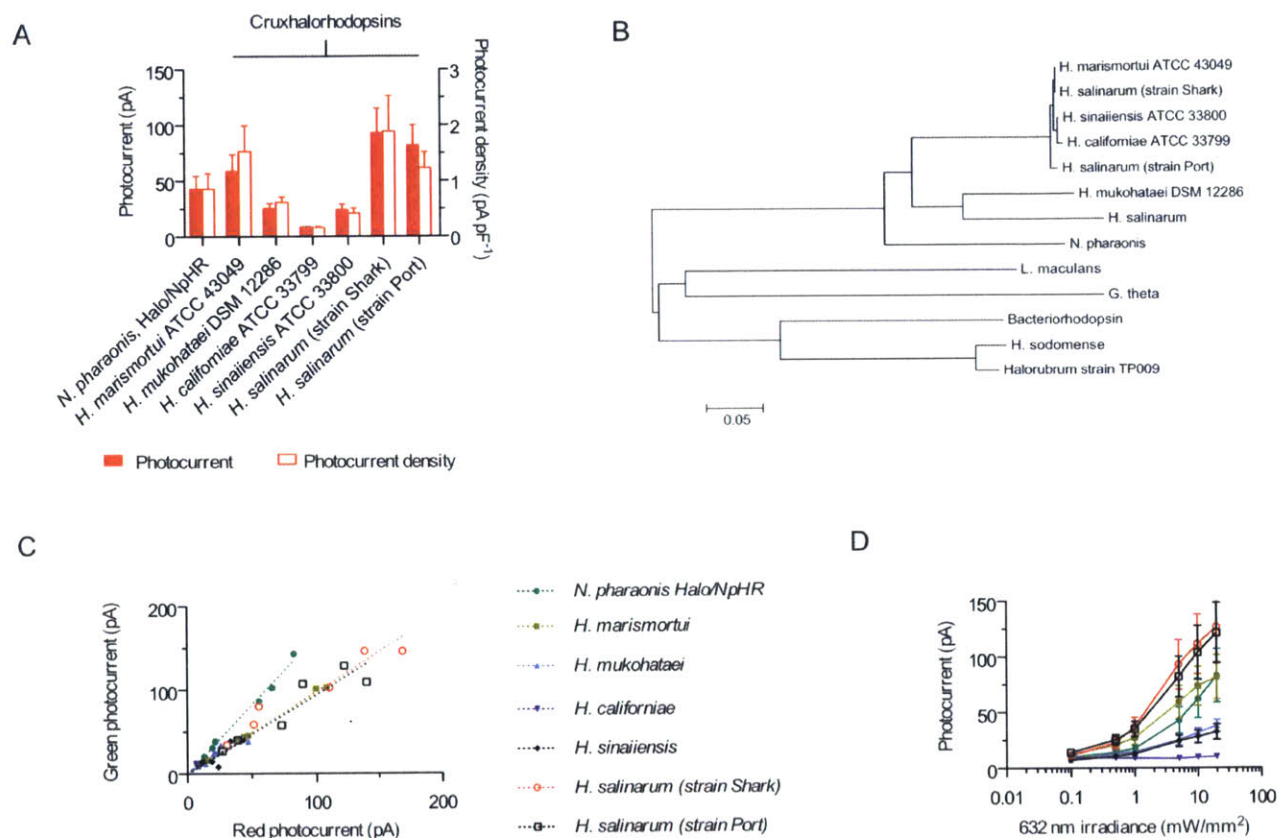 A
Cruxhalorhodopsins
Photocurrent (pA)
150
100
50
0
Photocurrent density (pA pF⁻¹)
3
2
1
0
N. pharaonis, Halo/NpHR
H. marismortui ATCC 43049
H. mukohataei DSM 12286
H. californiae ATCC 33799
H. sinaiiensis ATCC 33800
H. salinarum (strain Shark)
H. salinarum (strain Port)
Photocurrent
Photocurrent density
B
H. marismortui ATCC 43049
H. salinarum (strain Shark)
H. sinaiiensis ATCC 33800
H. californiae ATCC 33799
H. salinarum (strain Port)
H. mukohataei DSM 12286
H. salinarum
N. pharaonis
L. maculans
G. theta
Bacteriorhodopsin
H. sodomense
Halorubrum strain TP009
0.05
C
Green photocurrent (pA)
200
100
0
0
100
200
Red photocurrent (pA)
N. pharaonis Halo/NpHR
H. marismortui
H. mukohataei
H. californiae
H. sinaiiensis
H. salinarum (strain Shark)
H. salinarum (strain Port)
D
Photocurrent (pA)
150
100
50
0
0.01
0.1
1
10
100
632 nm irradiance (mW/mm²)